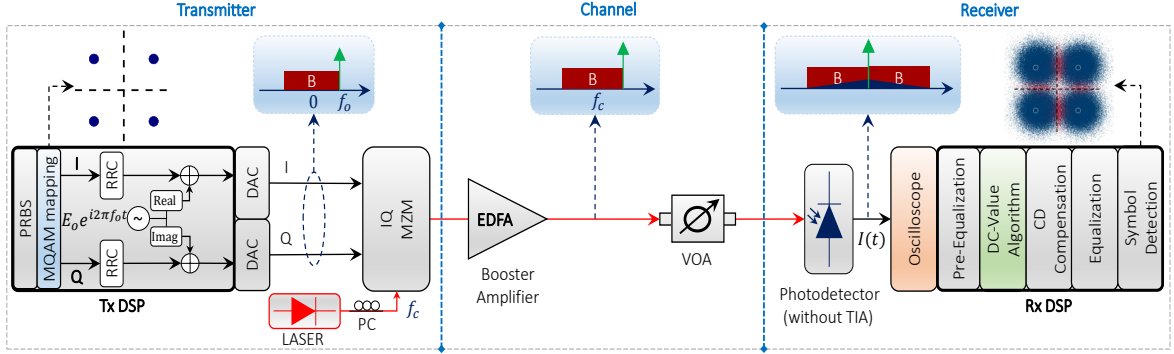 Transmitter
Channel
Receiver
B
0
f_o
B
f_c
B
B
PRBS
MQAM mapping
I
Q
RRC
RRC
E_o e^{i2πf_o t}
~
Real
Imag
DAC
DAC
I
Q
Tx DSP
IQ
MZM
LASER
PC
f_c
EDFA
Booster
Amplifier
VOA
Photodetector
(without TIA)
I(t)
Oscilloscope
Pre-Equalization
DC-Value
Algorithm
CD
Compensation
Equalization
Symbol
Detection
Rx DSP